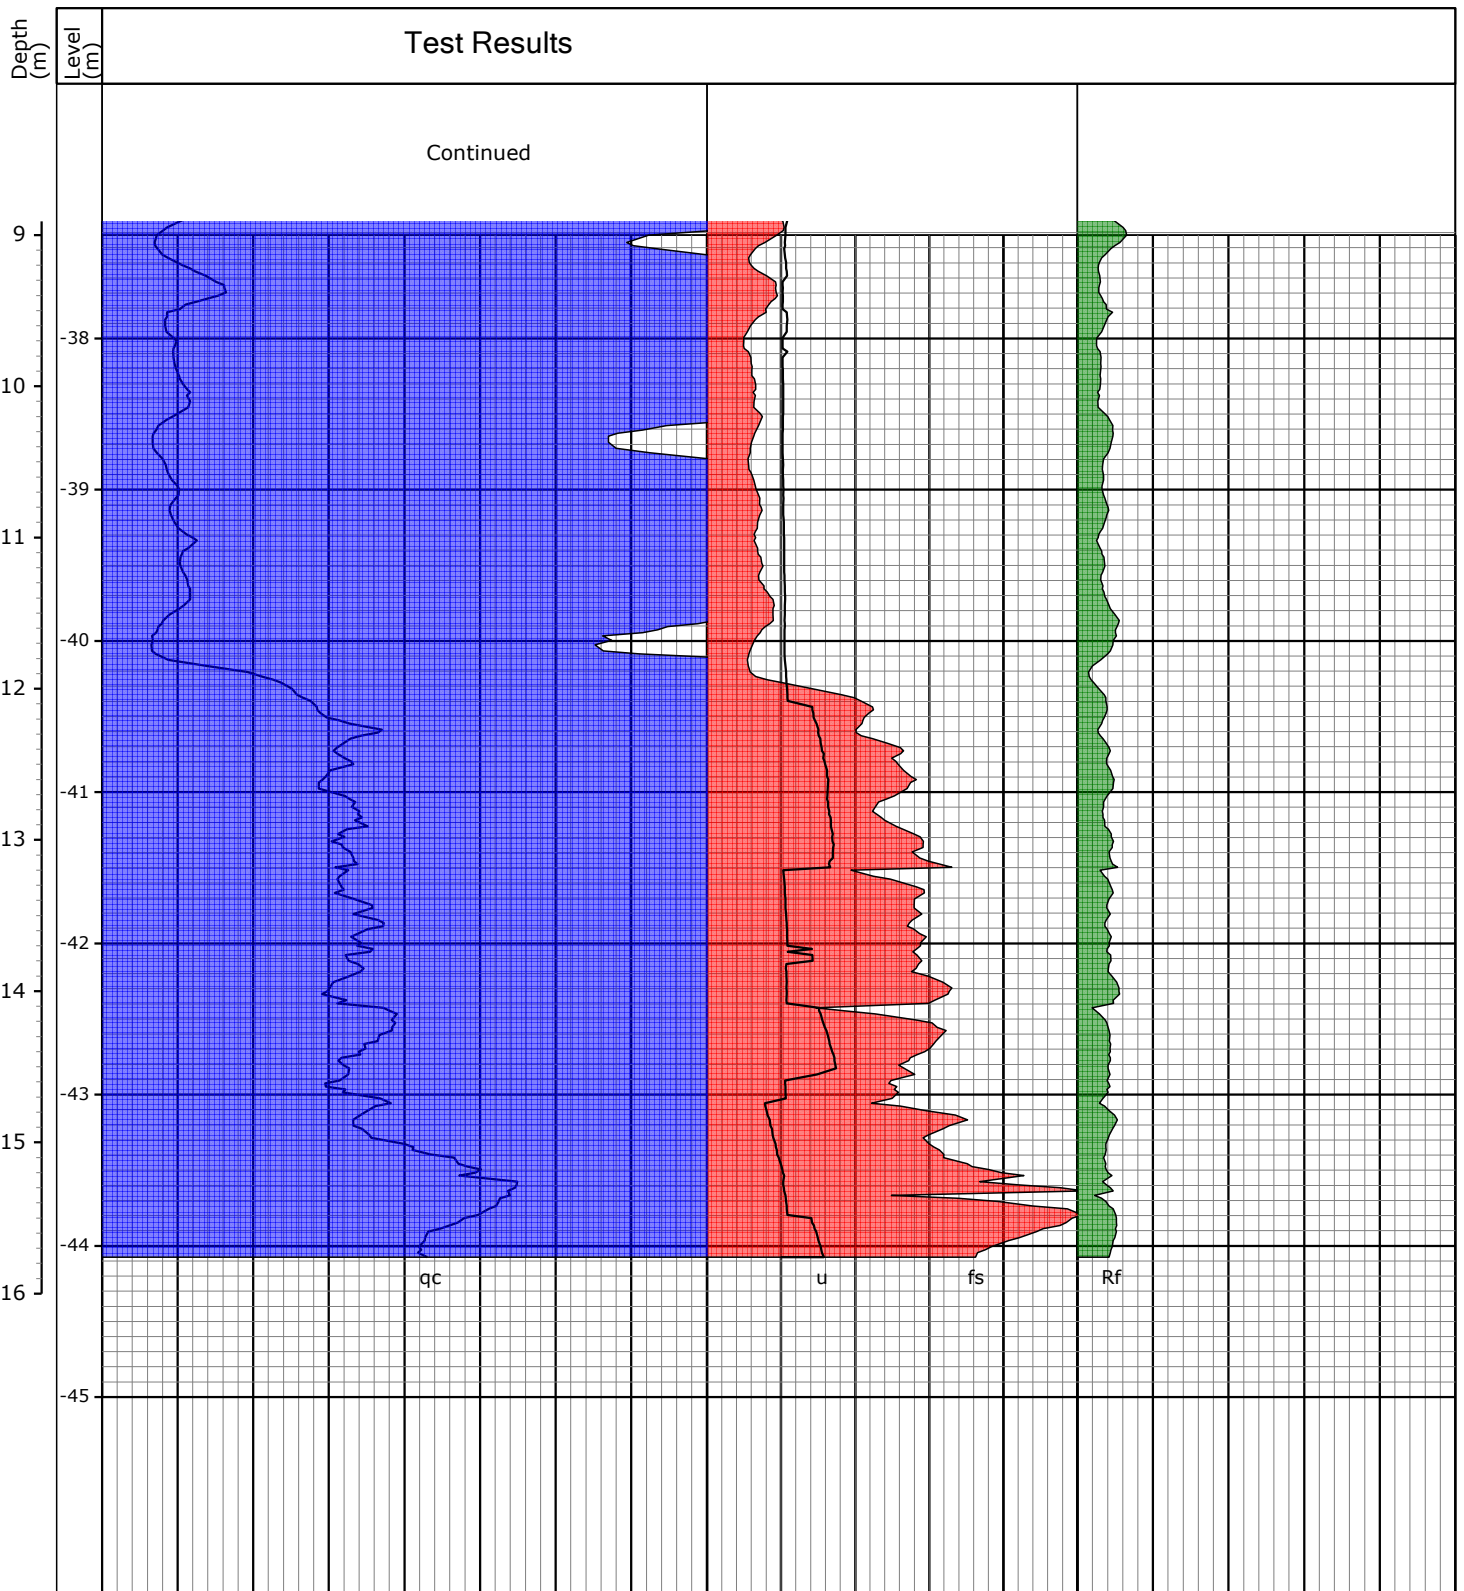 Depth (m)
Level (m)
Test Results
Continued
9
-38
10
-39
11
-40
12
-41
13
-42
14
-43
15
-44
qc
u
fs
Rf
16
-45